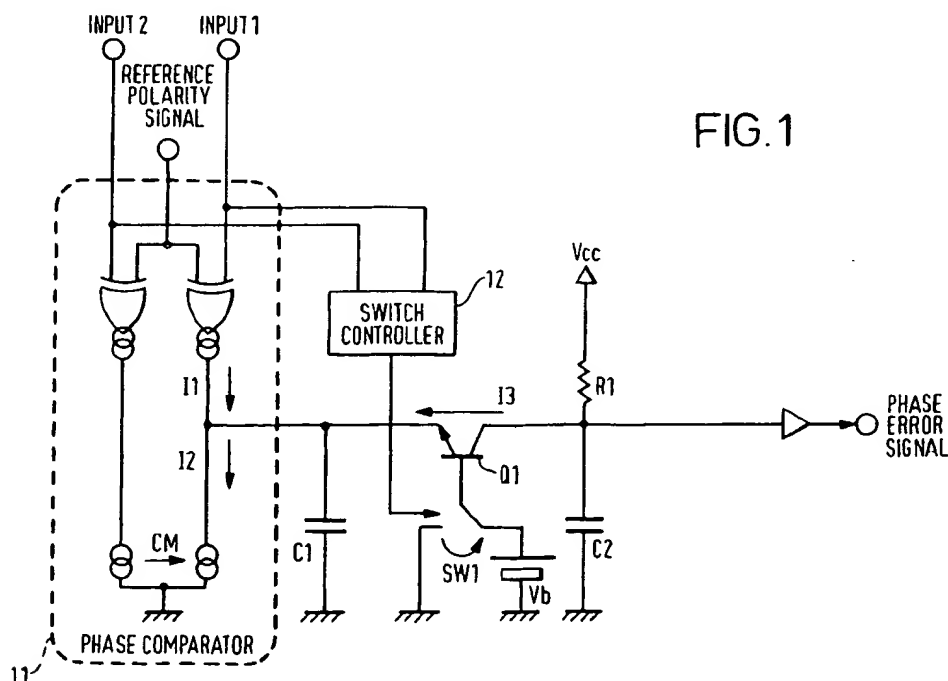 INPUT 2
INPUT 1
REFERENCE
POLARITY
SIGNAL
FIG.1
Vcc
12
SWITCH
CONTROLLER
R1
I1
I3
PHASE
ERROR
SIGNAL
I2
Q1
CM
C1
SW1
Vb
C2
PHASE COMPARATOR
11